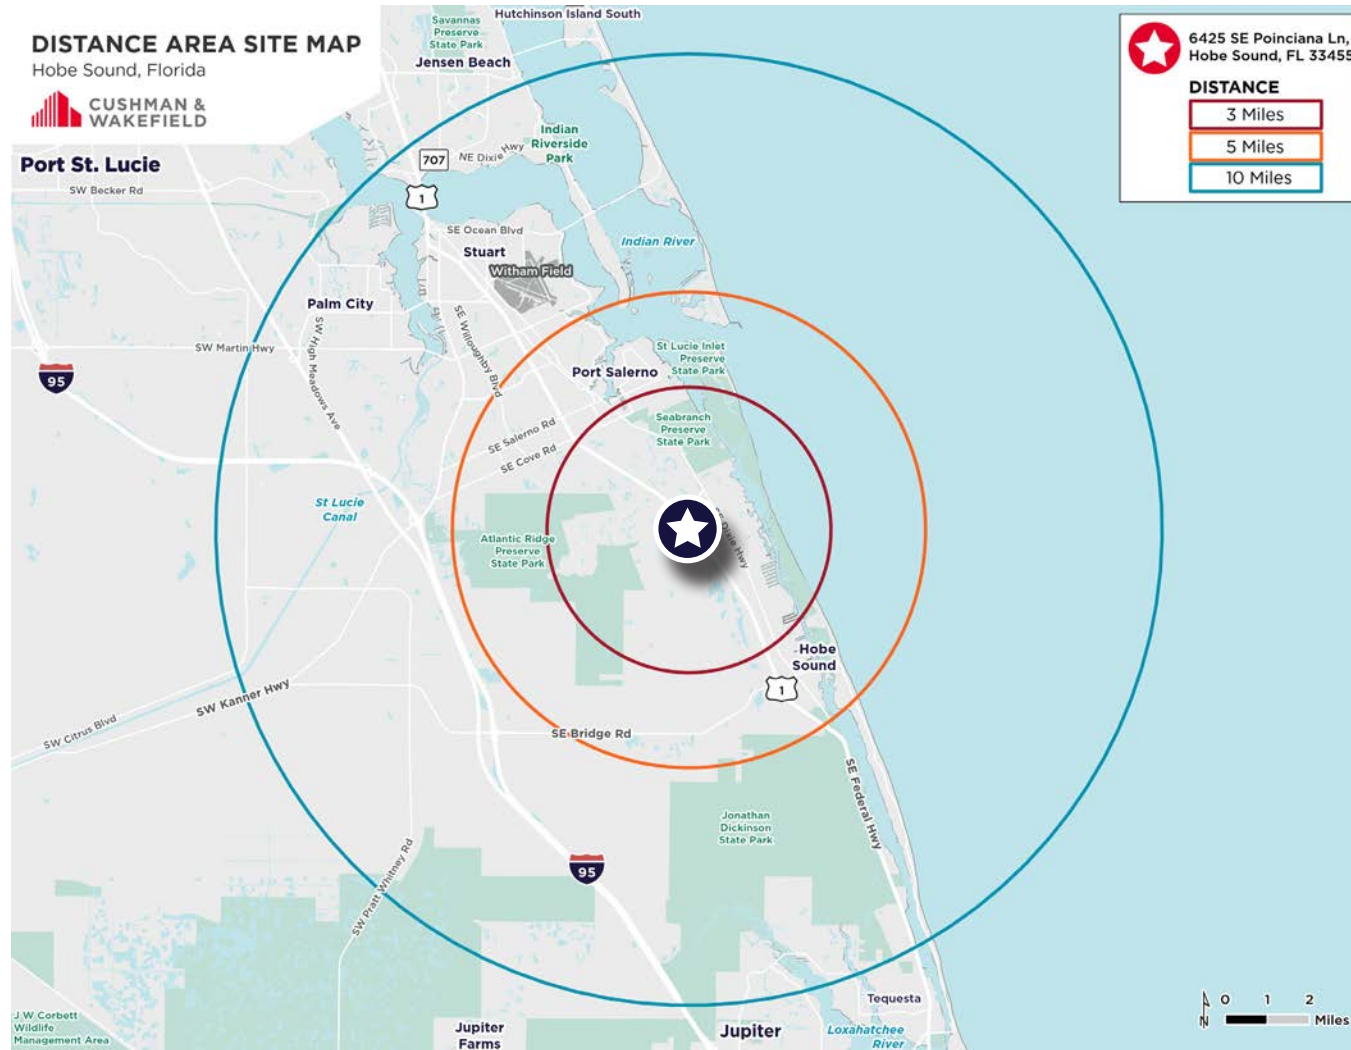 DISTANCE AREA SITE MAP
Hobe Sound, Florida
CUSHMAN &
WAKEFIELD
6425 SE Poinciana Ln,
Hobe Sound, FL 33455
DISTANCE
3 Miles
5 Miles
10 Miles
Hutchinson Island South
Savannas
Preserve
State Park
Jensen Beach
Indian
Riverside
Park
707
NE Dixie Hwy
Port St. Lucie
SW Becker Rd
1
SE Ocean Blvd
Stuart
Witham Field
Indian River
Palm City
SE Willoughby Blvd
SW High Meadows Ave
SW Martin Hwy
95
St Lucie Inlet
Preserve
State Park
Port Salerno
Seabranch
Preserve
State Park
SE Salerno Rd
SE Cove Rd
St Lucie
Canal
Atlantic Ridge
Preserve
State Park
SE Dixie Hwy
Hobe
Sound
1
SW Kanner Hwy
SW Citrus Blvd
SE Bridge Rd
SE Federal Hwy
Jonathan
Dickinson
State Park
SW Pratt Whitney Rd
95
Tequesta
J W Corbett
Wildlife
Management Area
Jupiter
Farms
Jupiter
Loxahatchee
River
N
0 1 2
Miles